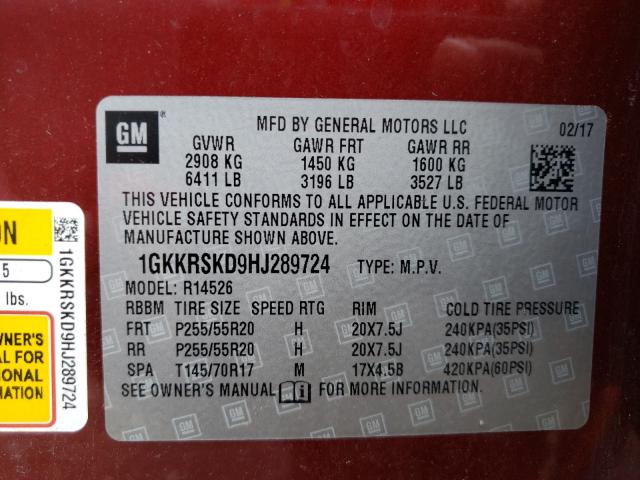 GM
®
MFD BY GENERAL MOTORS LLC 02/17
GVWR GAWR FRT GAWR RR
2908 KG 1450 KG 1600 KG
6411 LB 3196 LB 3527 LB
THIS VEHICLE CONFORMS TO ALL APPLICABLE U.S. FEDERAL MOTOR
VEHICLE SAFETY STANDARDS IN EFFECT ON THE DATE OF
MANUFACTURE SHOWN ABOVE.
1GKKRSKD9HJ289724 TYPE: M.P.V.
MODEL: R14526
RBBM TIRE SIZE SPEED RTG RIM COLD TIRE PRESSURE
FRT P255/55R20 H 20X7.5J 240KPA(35PSI)
RR P255/55R20 H 20X7.5J 240KPA(35PSI)
SPA T145/70R17 M 17X4.5B 420KPA(60PSI)
SEE OWNER'S MANUAL FOR MORE INFORMATION.
ON
5
lbs.
OWNER'S
FOR
MATION
1GKKRSKD9HJ289724